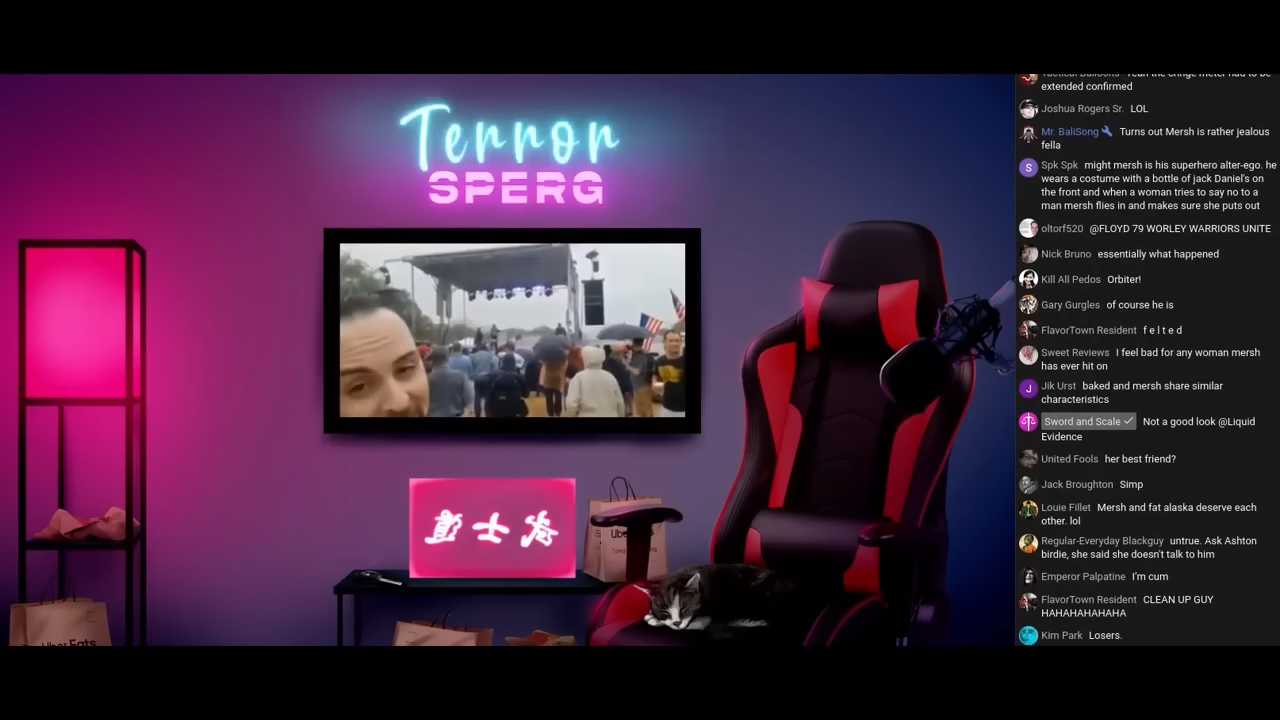 Terror
SPERG
道士炎
Uber
Uber Eats
extended confirmed
Joshua Rogers Sr. LOL
Mr. BaliSong Turns out Mersh is rather jealous
fella
S
Spk Spk might mersh is his superhero alter-ego. he
wears a costume with a bottle of jack Daniel's on
the front and when a woman tries to say no to a
man mersh flies in and makes sure she puts out
oltorf520 @FLOYD 79 WORLEY WARRIORS UNITE
Nick Bruno essentially what happened
Kill All Pedos Orbiter!
Gary Gurgles of course he is
FlavorTown Resident f e l t e d
Sweet Reviews I feel bad for any woman mersh
has ever hit on
J
Jik Urst baked and mersh share similar
characteristics
Sword and Scale Not a good look @Liquid
Evidence
United Fools her best friend?
Jack Broughton Simp
Louie Fillet Mersh and fat alaska deserve each
other. lol
Regular-Everyday Blackguy untrue. Ask Ashton
birdie, she said she doesn't talk to him
Emperor Palpatine I'm cum
FlavorTown Resident CLEAN UP GUY
HAHAHAHAHAHA
Kim Park Losers.